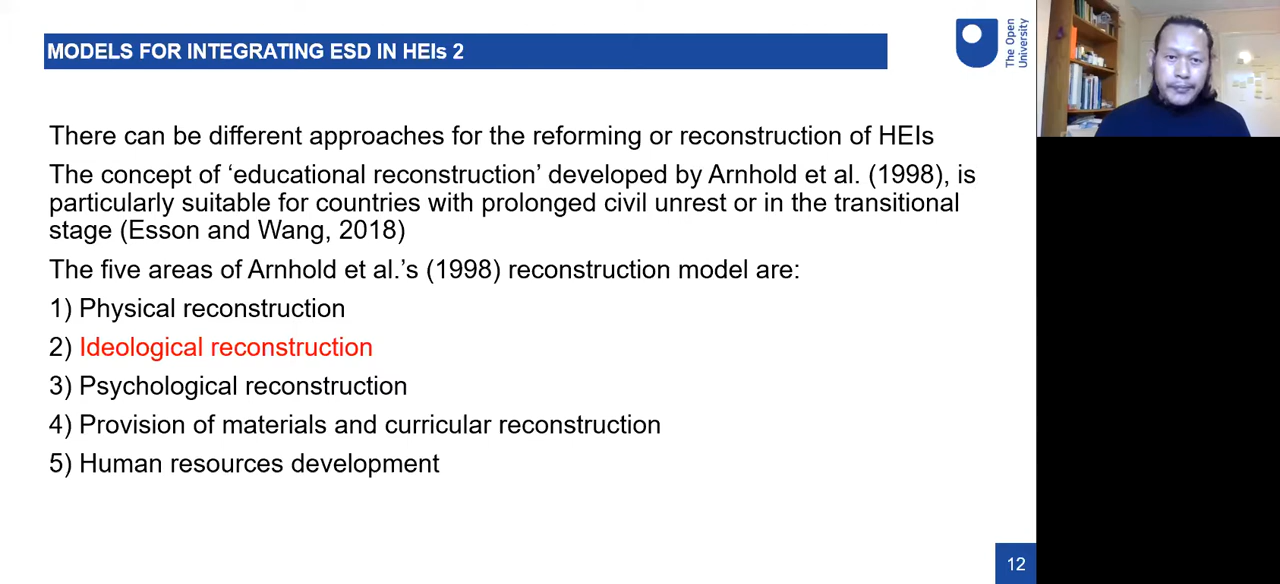 MODELS FOR INTEGRATING ESD IN HEIs 2
The Open
University
There can be different approaches for the reforming or reconstruction of HEIs
The concept of ‘educational reconstruction’ developed by Arnhold et al. (1998), is
particularly suitable for countries with prolonged civil unrest or in the transitional
stage (Esson and Wang, 2018)
The five areas of Arnhold et al.’s (1998) reconstruction model are:
1) Physical reconstruction
2) Ideological reconstruction
3) Psychological reconstruction
4) Provision of materials and curricular reconstruction
5) Human resources development
12